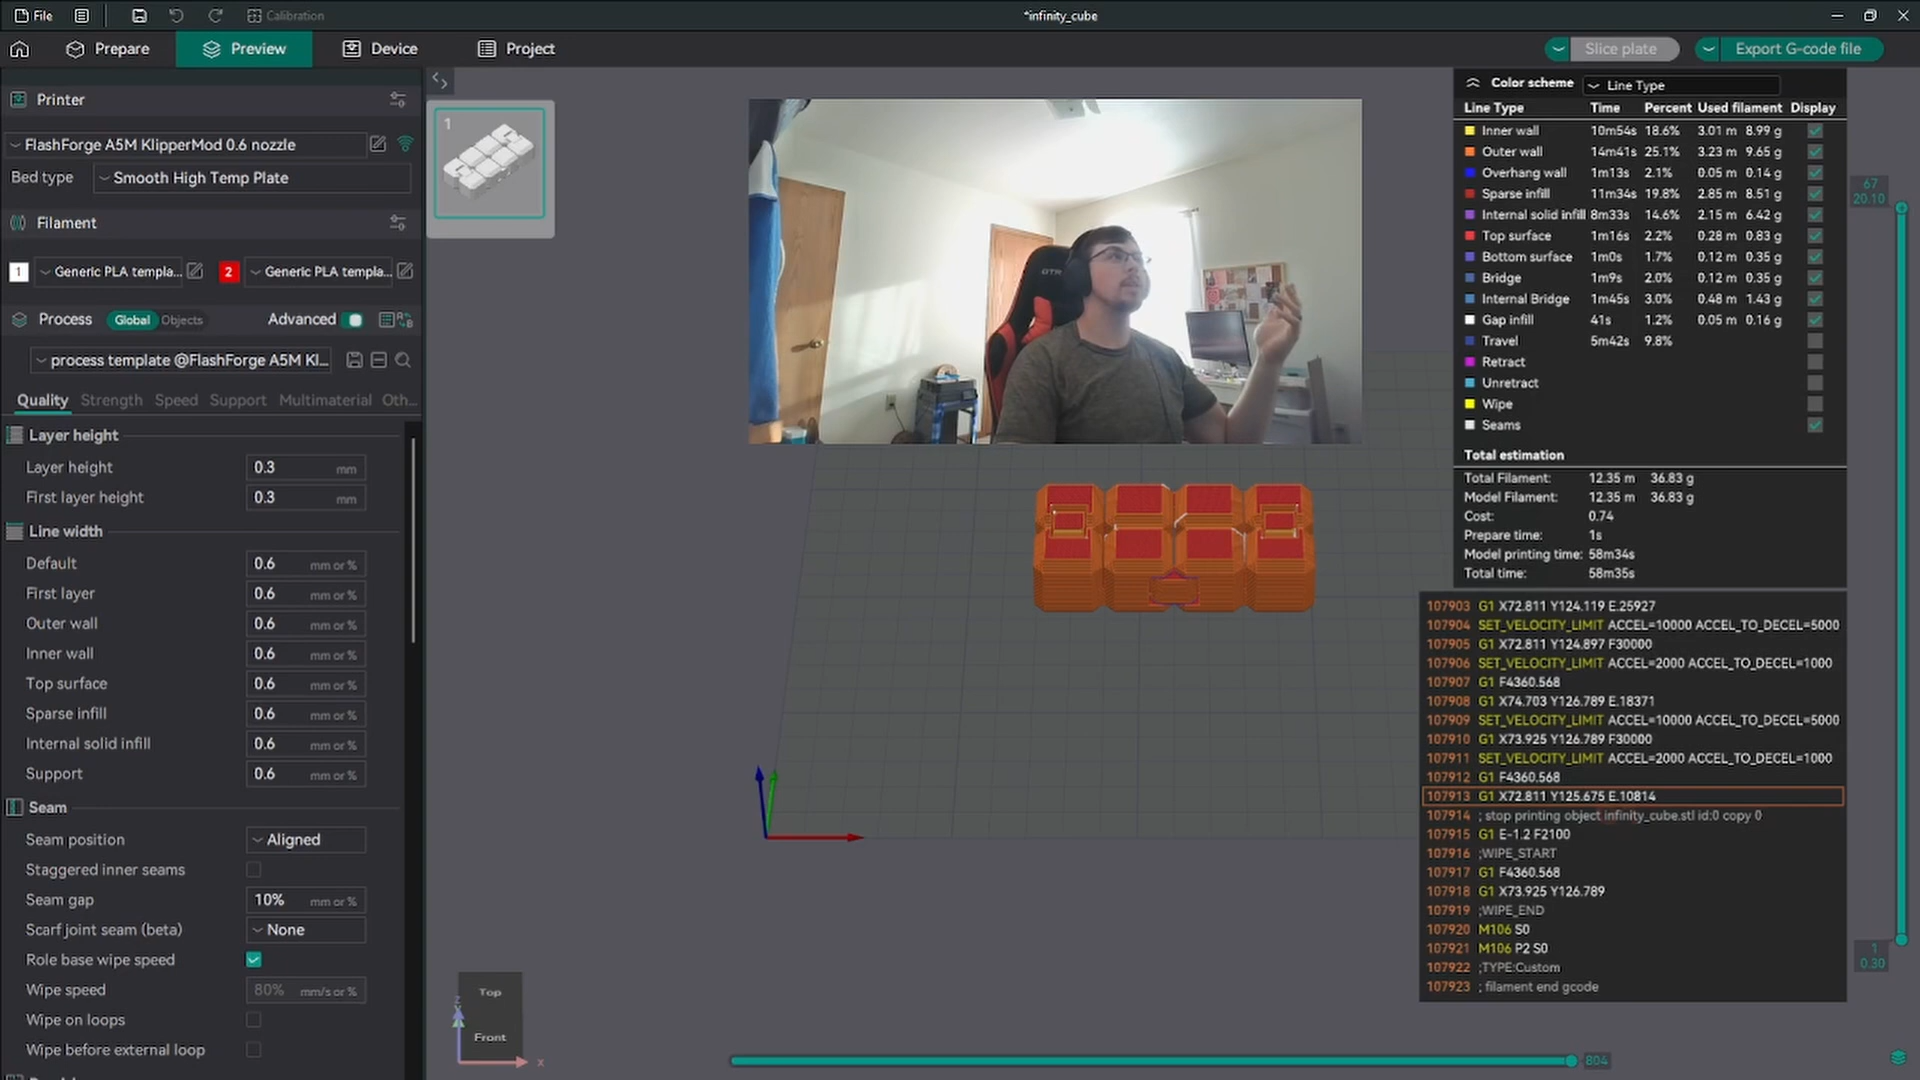 File
Calibration
*infinity_cube
Prepare
Preview
Device
Project
Slice plate
Export G-code file
Printer
FlashForge A5M KlipperMod 0.6 nozzle
Bed type
Smooth High Temp Plate
Filament
1 Generic PLA templa...
2 Generic PLA templa...
Process Global Objects Advanced
process template @FlashForge A5M Kl...
Quality Strength Speed Support Multimaterial Oth...
Layer height
Layer height 0.3 mm
First layer height 0.3 mm
Line width
Default 0.6 mm or %
First layer 0.6 mm or %
Outer wall 0.6 mm or %
Inner wall 0.6 mm or %
Top surface 0.6 mm or %
Sparse infill 0.6 mm or %
Internal solid infill 0.6 mm or %
Support 0.6 mm or %
Seam
Seam position Aligned
Staggered inner seams
Seam gap 10% mm or %
Scarf joint seam (beta) None
Role base wipe speed
Wipe speed 80% mm/s or %
Wipe on loops
Wipe before external loop
1
GTR
Top
Front
z
x
Color scheme Line Type
Line Type Time Percent Used filament Display
Inner wall 10m54s 18.6% 3.01 m 8.99 g
Outer wall 14m41s 25.1% 3.23 m 9.65 g
Overhang wall 1m13s 2.1% 0.05 m 0.14 g
Sparse infill 11m34s 19.8% 2.85 m 8.51 g
Internal solid infill 8m33s 14.6% 2.15 m 6.42 g
Top surface 1m16s 2.2% 0.28 m 0.83 g
Bottom surface 1m0s 1.7% 0.12 m 0.35 g
Bridge 1m9s 2.0% 0.12 m 0.35 g
Internal Bridge 1m45s 3.0% 0.48 m 1.43 g
Gap infill 41s 1.2% 0.05 m 0.16 g
Travel 5m42s 9.8%
Retract
Unretract
Wipe
Seams
Total estimation
Total Filament: 12.35 m 36.83 g
Model Filament: 12.35 m 36.83 g
Cost: 0.74
Prepare time: 1s
Model printing time: 58m34s
Total time: 58m35s
107903 G1 X72.811 Y124.119 E.25927
107904 SET_VELOCITY_LIMIT ACCEL=10000 ACCEL_TO_DECEL=5000
107905 G1 X72.811 Y124.897 F30000
107906 SET_VELOCITY_LIMIT ACCEL=2000 ACCEL_TO_DECEL=1000
107907 G1 F4360.568
107908 G1 X74.703 Y126.789 E.18371
107909 SET_VELOCITY_LIMIT ACCEL=10000 ACCEL_TO_DECEL=5000
107910 G1 X73.925 Y126.789 F30000
107911 SET_VELOCITY_LIMIT ACCEL=2000 ACCEL_TO_DECEL=1000
107912 G1 F4360.568
107913 G1 X72.811 Y125.675 E.10814
107914 ; stop printing object infinity_cube.stl id:0 copy 0
107915 G1 E-1.2 F2100
107916 ;WIPE_START
107917 G1 F4360.568
107918 G1 X73.925 Y126.789
107919 ;WIPE_END
107920 M106 S0
107921 M106 P2 S0
107922 ;TYPE:Custom
107923 ; filament end gcode
67
20.10
1
0.30
804